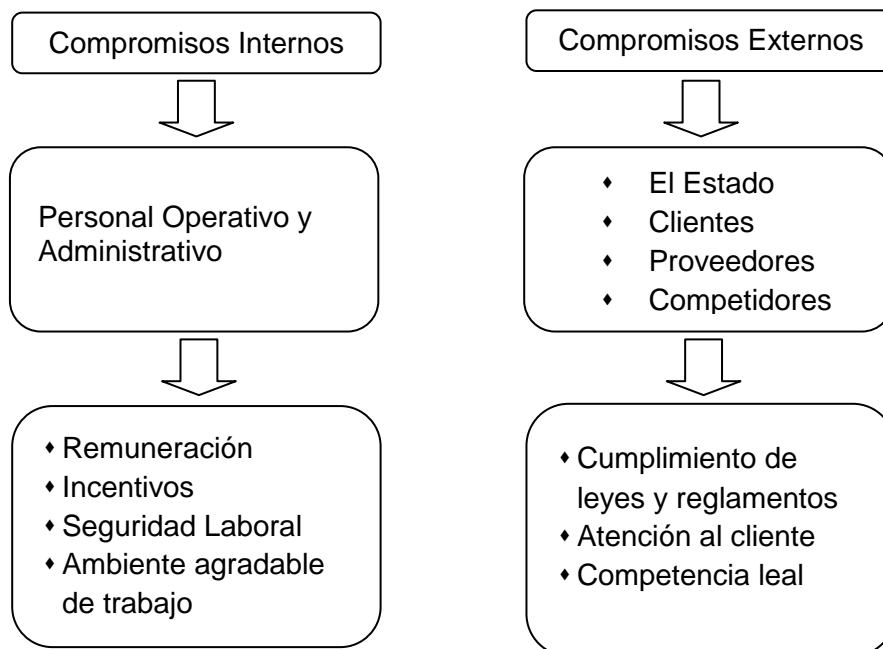 Compromisos Internos
Personal Operativo y
Administrativo
♦ Remuneración
♦ Incentivos
♦ Seguridad Laboral
♦ Ambiente agradable
de trabajo
Compromisos Externos
♦ El Estado
♦ Clientes
♦ Proveedores
♦ Competidores
♦ Cumplimiento de
leyes y reglamentos
♦ Atención al cliente
♦ Competencia leal